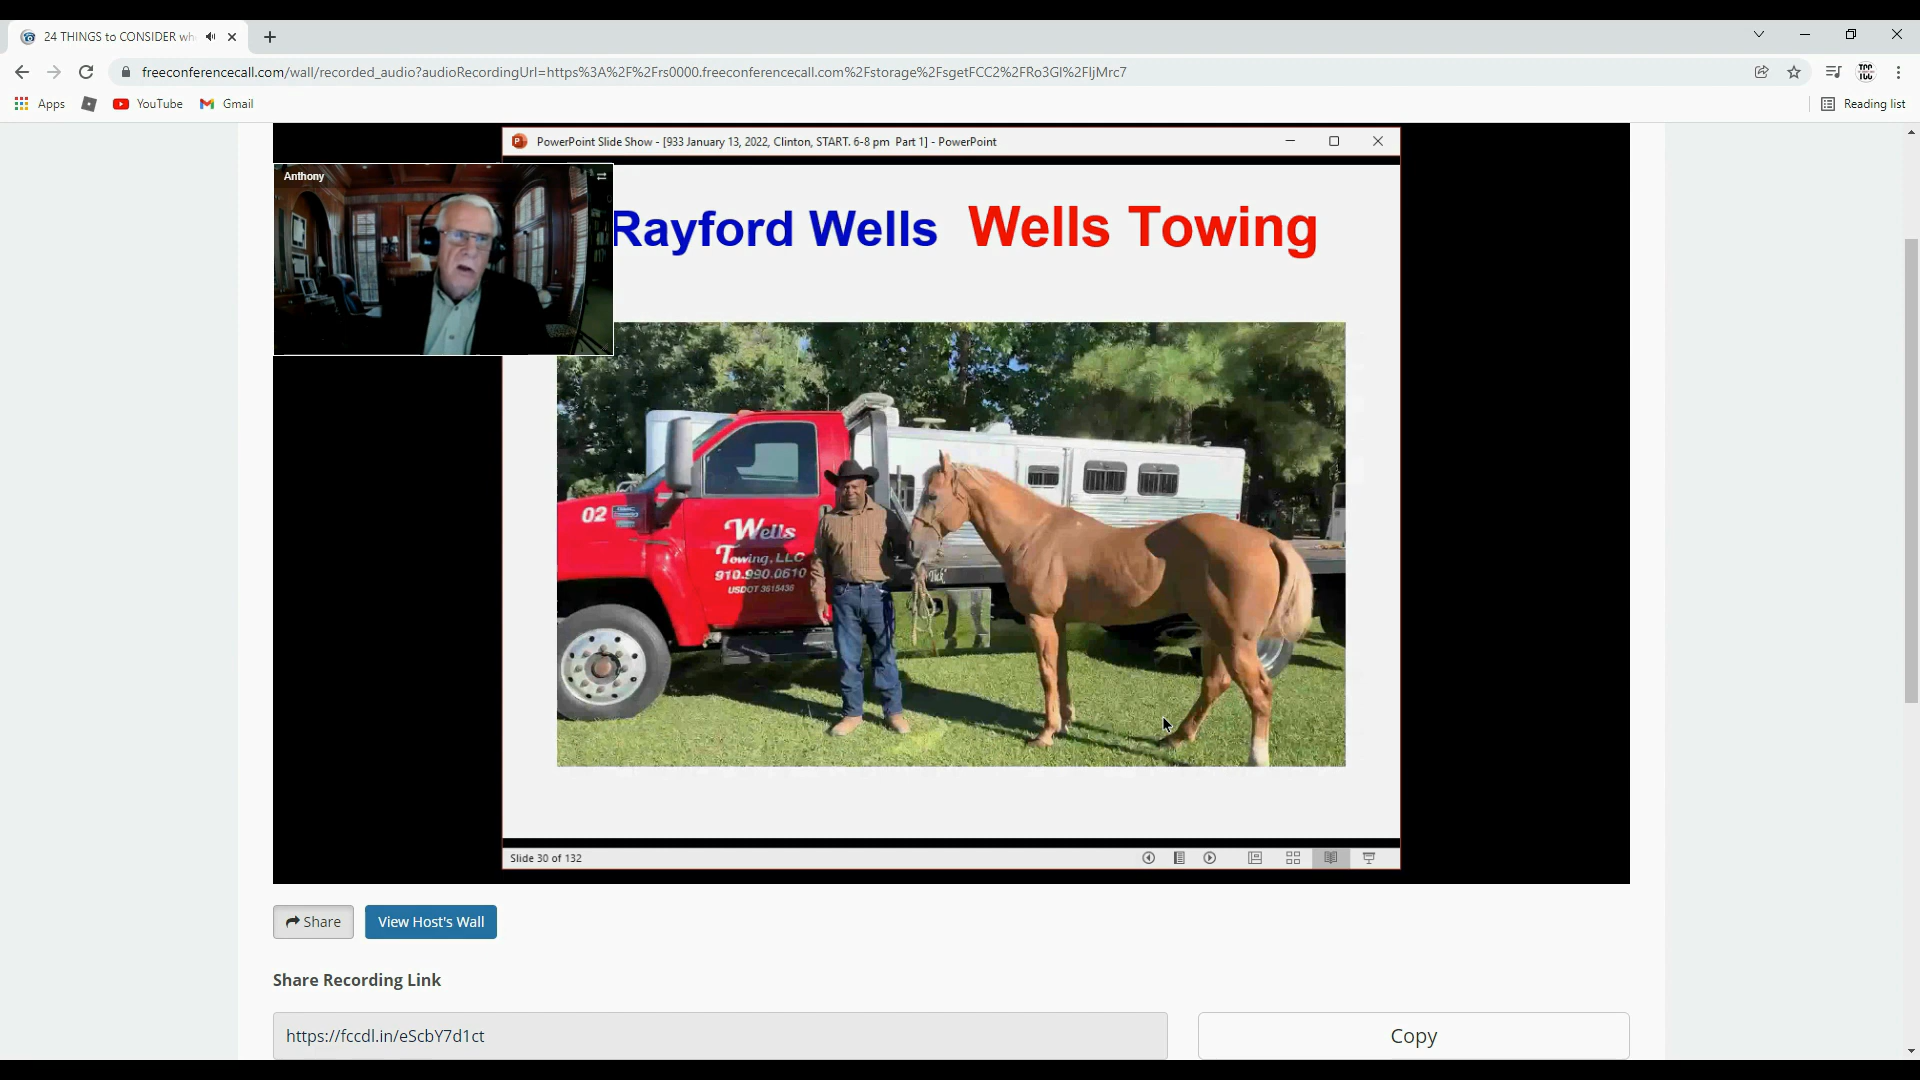 24 THINGS to CONSIDER wh
freeconferencecall.com/wall/recorded_audio?audioRecordingUrl=https%3A%2F%2Frs0000.freeconferencecall.com%2Fstorage%2FsgetFCC2%2FRo3GI%2FIjMrc7
Apps
YouTube
Gmail
Reading list
PowerPoint Slide Show - [933 January 13, 2022, Clinton, START. 6-8 pm Part 1] - PowerPoint
Anthony
Rayford Wells Wells Towing
02
Wells
Towing, LLC
910.990.0610
USDOT 3615436
Slide 30 of 132
Share
View Host's Wall
Share Recording Link
https://fccdl.in/eScbY7d1ct
Copy